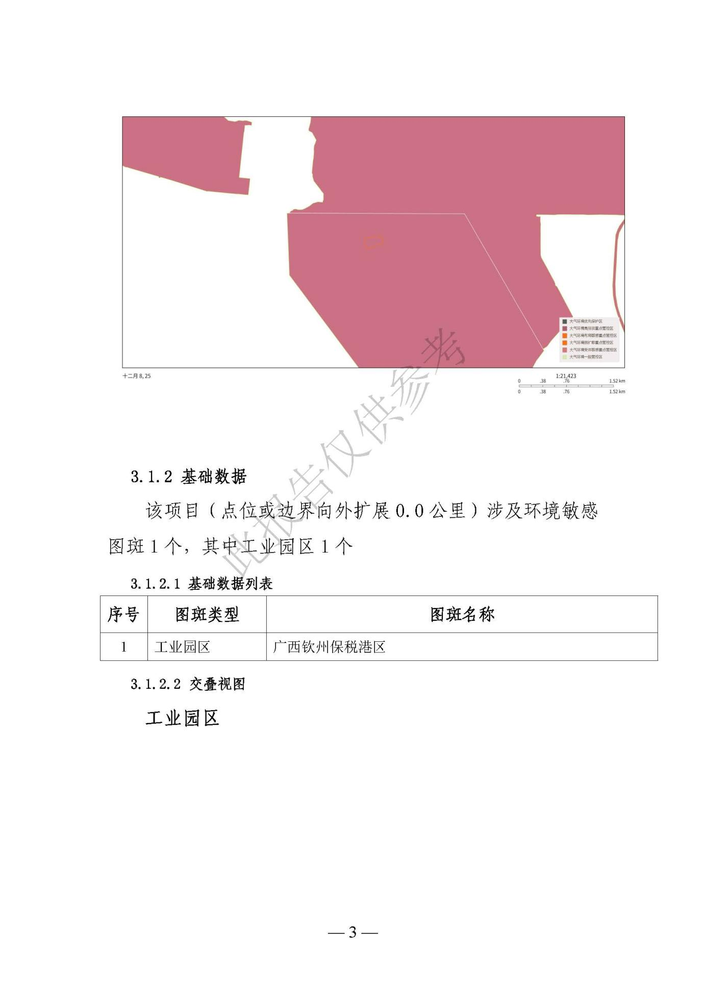 大气环境优先保护区
大气环境高排放重点管控区
大气环境布局敏感重点管控区
大气环境弱扩散重点管控区
大气环境受体敏感重点管控区
大气环境一般管控区
十二月 8, 25
1:21,423
0 .38 .76 1.52 km
0 .38 .76 1.52 km
此报告仅供参考
3.1.2 基础数据
该项目（点位或边界向外扩展 0.0 公里）涉及环境敏感
图斑 1 个，其中工业园区 1 个
3.1.2.1 基础数据列表
序号 图斑类型 图斑名称
1 工业园区 广西钦州保税港区
3.1.2.2 交叠视图
工业园区
— 3 —